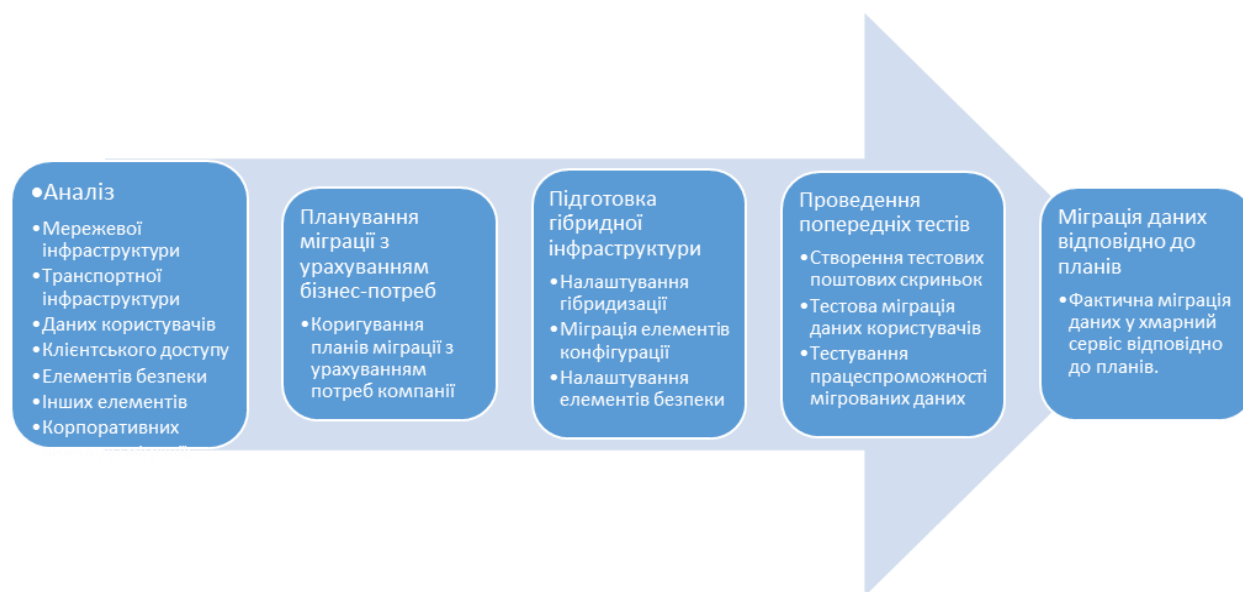 •Аналіз
•Мережевої
інфраструктури
•Транспортної
інфраструктури
•Даних користувачів
•Клієнтського доступу
•Елементів безпеки
•Інших елементів
•Корпоративних
Планування
міграції з
урахуванням
бізнес-потреб
•Коригування
планів міграції з
урахуванням
потреб компанії
Підготовка
гібридної
інфраструктури
•Налаштування
гібридизації
•Міграція елементів
конфігурації
•Налаштування
елементів безпеки
Проведення
попередніх тестів
•Створення тестових
поштових скриньок
•Тестова міграція
даних користувачів
•Тестування
працеспроможності
мігрованих даних
Міграція даних
відповідно до
планів
•Фактична міграція
даних у хмарний
сервіс відповідно
до планів.